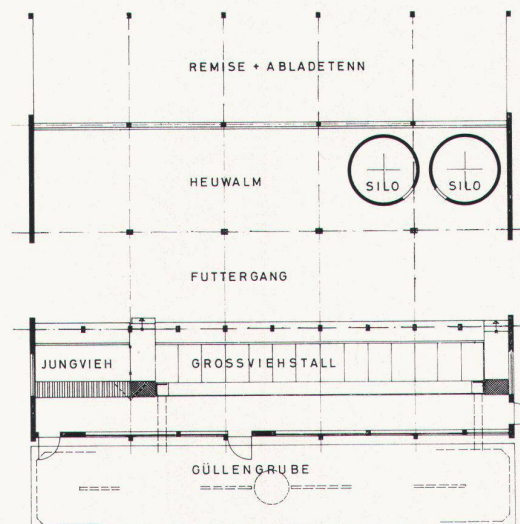 REMISE + ABLADETENN
HEUWALM
SILO SILO
FUTTERGANG
JUNGVIEH GROSSVIEHSTALL
GÜLLENGRUBE